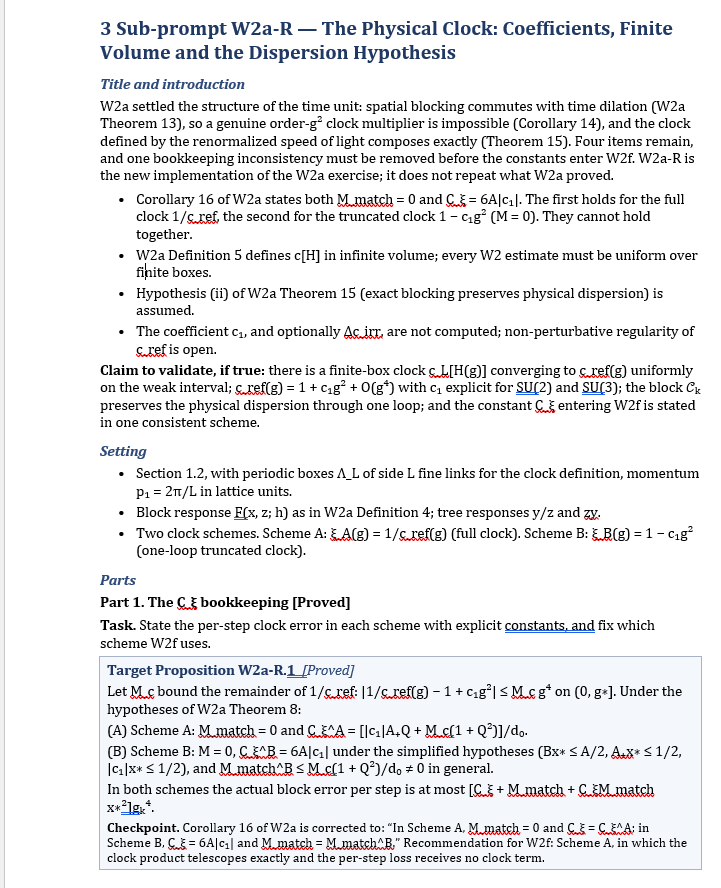 3 Sub-prompt W2a-R — The Physical Clock: Coefficients, Finite
Volume and the Dispersion Hypothesis
Title and introduction
W2a settled the structure of the time unit: spatial blocking commutes with time dilation (W2a
Theorem 13), so a genuine order-g² clock multiplier is impossible (Corollary 14), and the clock
defined by the renormalized speed of light composes exactly (Theorem 15). Four items remain,
and one bookkeeping inconsistency must be removed before the constants enter W2f. W2a-R is
the new implementation of the W2a exercise; it does not repeat what W2a proved.
• Corollary 16 of W2a states both M_match = 0 and C_ξ = 6A|c₁|. The first holds for the full
clock 1/c_ref, the second for the truncated clock 1 − c₁g² (M = 0). They cannot hold
together.
• W2a Definition 5 defines c[H] in infinite volume; every W2 estimate must be uniform over
finite boxes.
• Hypothesis (ii) of W2a Theorem 15 (exact blocking preserves physical dispersion) is
assumed.
• The coefficient c₁, and optionally Δc_irr, are not computed; non-perturbative regularity of
c_ref is open.
Claim to validate, if true: there is a finite-box clock c_L[H(g)] converging to c_ref(g) uniformly
on the weak interval; c_ref(g) = 1 + c₁g² + O(g⁴) with c₁ explicit for SU(2) and SU(3); the block 𝒞ₖ
preserves the physical dispersion through one loop; and the constant C_ξ entering W2f is stated
in one consistent scheme.
Setting
• Section 1.2, with periodic boxes Λ_L of side L fine links for the clock definition, momentum
p₁ = 2π/L in lattice units.
• Block response F(x, z; h) as in W2a Definition 4; tree responses y/z and zy.
• Two clock schemes. Scheme A: ξ_A(g) = 1/c_ref(g) (full clock). Scheme B: ξ_B(g) = 1 − c₁g²
(one-loop truncated clock).
Parts
Part 1. The C_ξ bookkeeping [Proved]
Task. State the per-step clock error in each scheme with explicit constants, and fix which
scheme W2f uses.
Target Proposition W2a-R.1 [Proved]
Let M_c bound the remainder of 1/c_ref: |1/c_ref(g) − 1 + c₁g²| ≤ M_c g⁴ on (0, g∗]. Under the
hypotheses of W2a Theorem 8:
(A) Scheme A: M_match = 0 and C_ξ^A = [|c₁|A₊Q + M_c(1 + Q²)]/d₀.
(B) Scheme B: M = 0, C_ξ^B = 6A|c₁| under the simplified hypotheses (Bx∗ ≤ A/2, A₊x∗ ≤ 1/2,
|c₁|x∗ ≤ 1/2), and M_match^B ≤ M_c(1 + Q²)/d₀ ≠ 0 in general.
In both schemes the actual block error per step is at most [C_ξ + M_match + C_ξM_match
x∗²]gₖ⁴.
Checkpoint. Corollary 16 of W2a is corrected to: “In Scheme A, M_match = 0 and C_ξ = C_ξ^A; in
Scheme B, C_ξ = 6A|c₁| and M_match = M_match^B.” Recommendation for W2f: Scheme A, in which the
clock product telescopes exactly and the per-step loss receives no clock term.